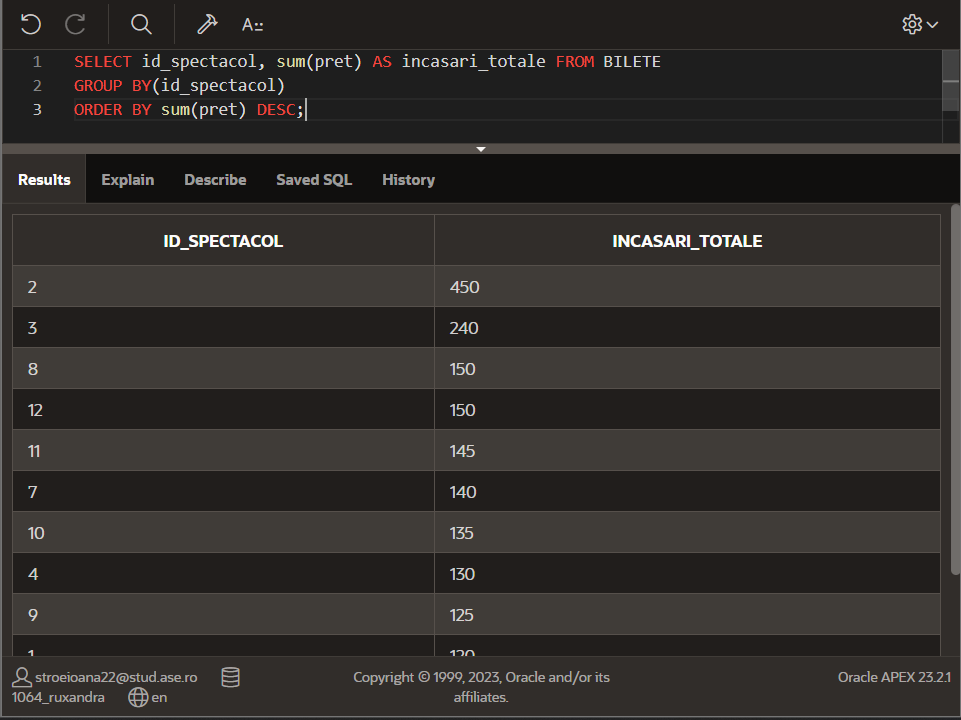 A::
1 SELECT id_spectacol, sum(pret) AS incasari_totale FROM BILETE
2 GROUP BY(id_spectacol)
3 ORDER BY sum(pret) DESC;
Results Explain Describe Saved SQL History
ID_SPECTACOL INCASARI_TOTALE
2 450
3 240
8 150
12 150
11 145
7 140
10 135
4 130
9 125
1 120
stroeioana22@stud.ase.ro Copyright © 1999, 2023, Oracle and/or its Oracle APEX 23.2.1
1064_ruxandra en affiliates.